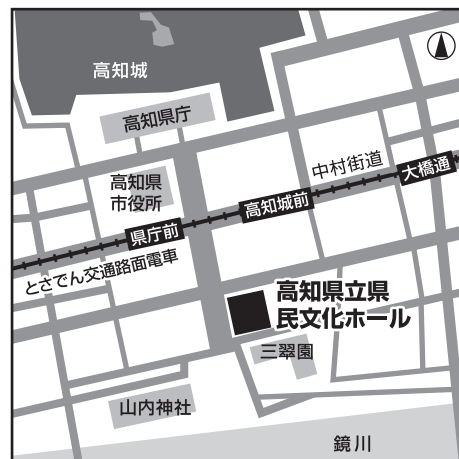 高知城
高知県庁
高知県
市役所
中村街道
大橋通
高知城前
県庁前
とさでん交通路面電車
高知県立県
民文化ホール
三翠園
山内神社
鏡川